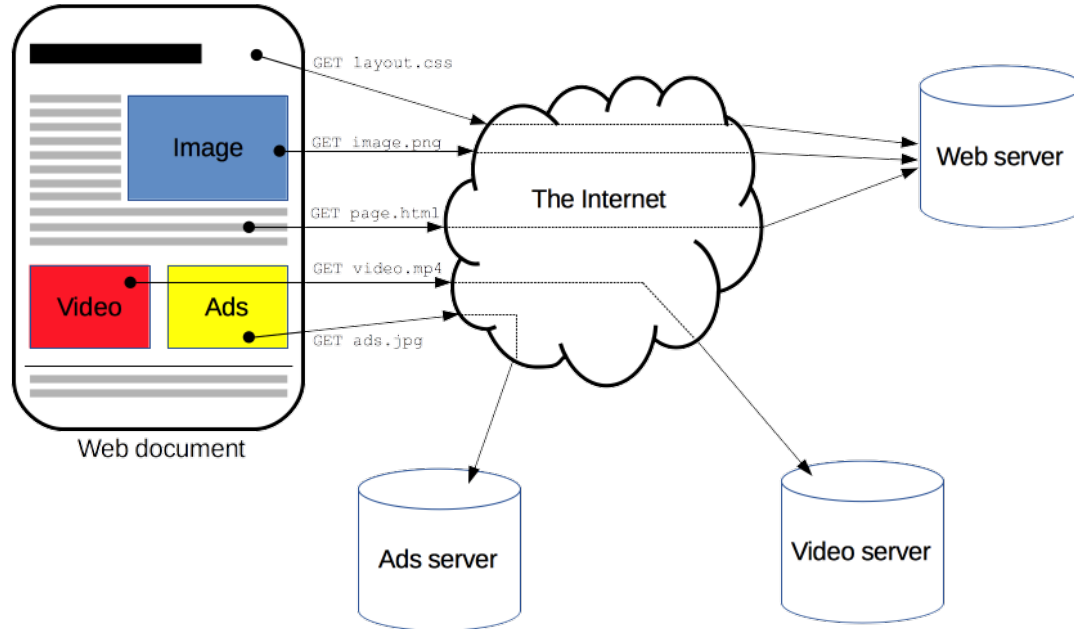 GET layout.css
Image
GET image.png
Web server
The Internet
GET page.html
GET video.mp4
Video
Ads
GET ads.jpg
Web document
Ads server
Video server